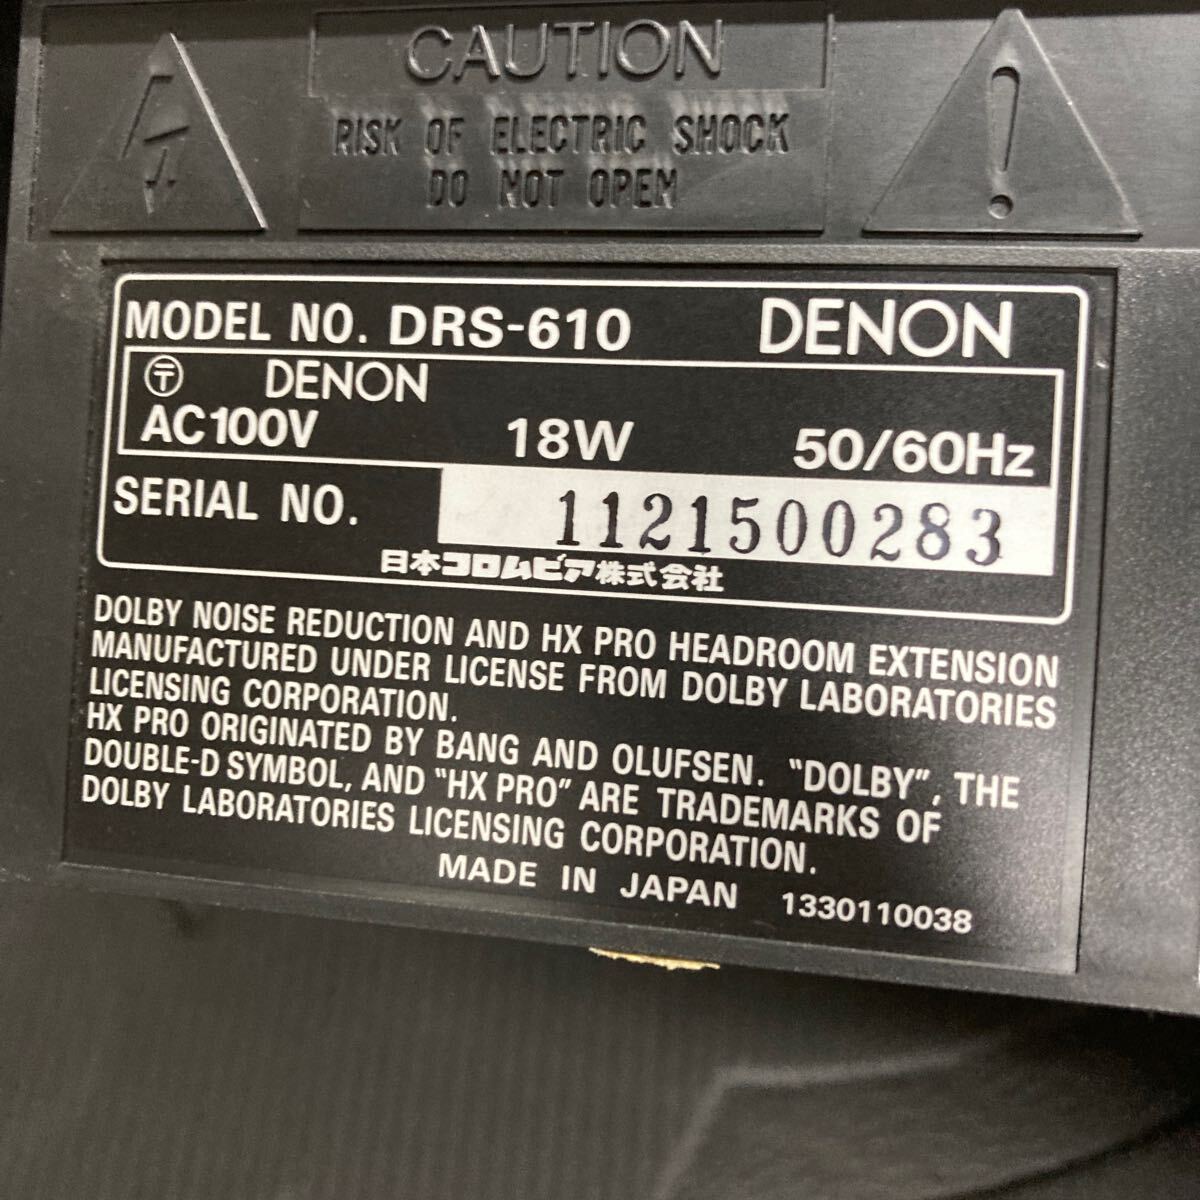 CAUTION
RISK OF ELECTRIC SHOCK
DO NOT OPEN
MODEL NO. DRS-610 DENON
〒 DENON
AC100V 18W 50/60Hz
SERIAL NO. 1121500283
日本コロムビア株式会社
DOLBY NOISE REDUCTION AND HX PRO HEADROOM EXTENSION
MANUFACTURED UNDER LICENSE FROM DOLBY LABORATORIES
LICENSING CORPORATION.
HX PRO ORIGINATED BY BANG AND OLUFSEN. "DOLBY", THE
DOUBLE-D SYMBOL, AND "HX PRO" ARE TRADEMARKS OF
DOLBY LABORATORIES LICENSING CORPORATION.
MADE IN JAPAN 1330110038